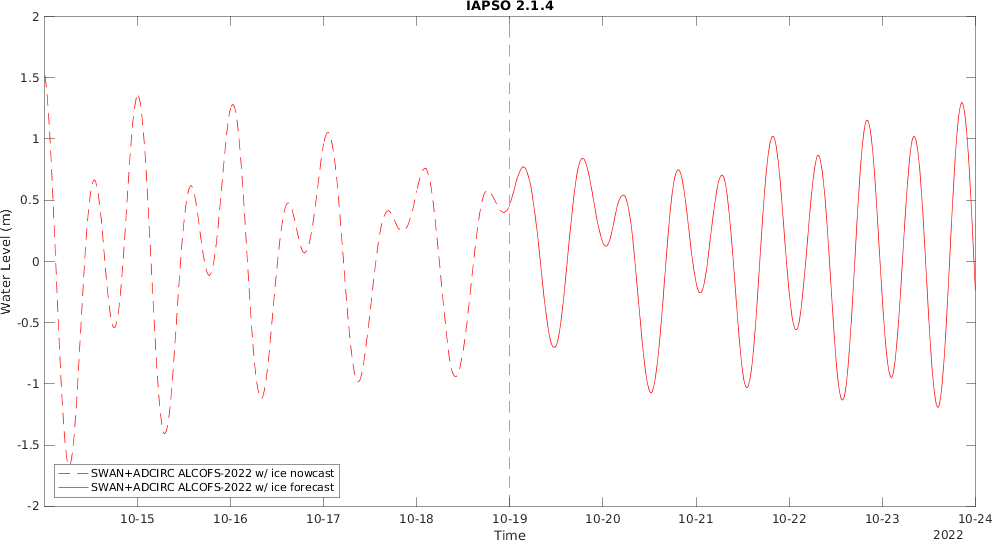 IAPSO 2.1.4
2
1.5
1
0.5
0
-0.5
-1
-1.5
-2
Water Level (m)
SWAN+ADCIRC ALCOFS-2022 w/ ice nowcast
SWAN+ADCIRC ALCOFS-2022 w/ ice forecast
10-15 10-16 10-17 10-18 10-19 10-20 10-21 10-22 10-23 10-24
Time
2022